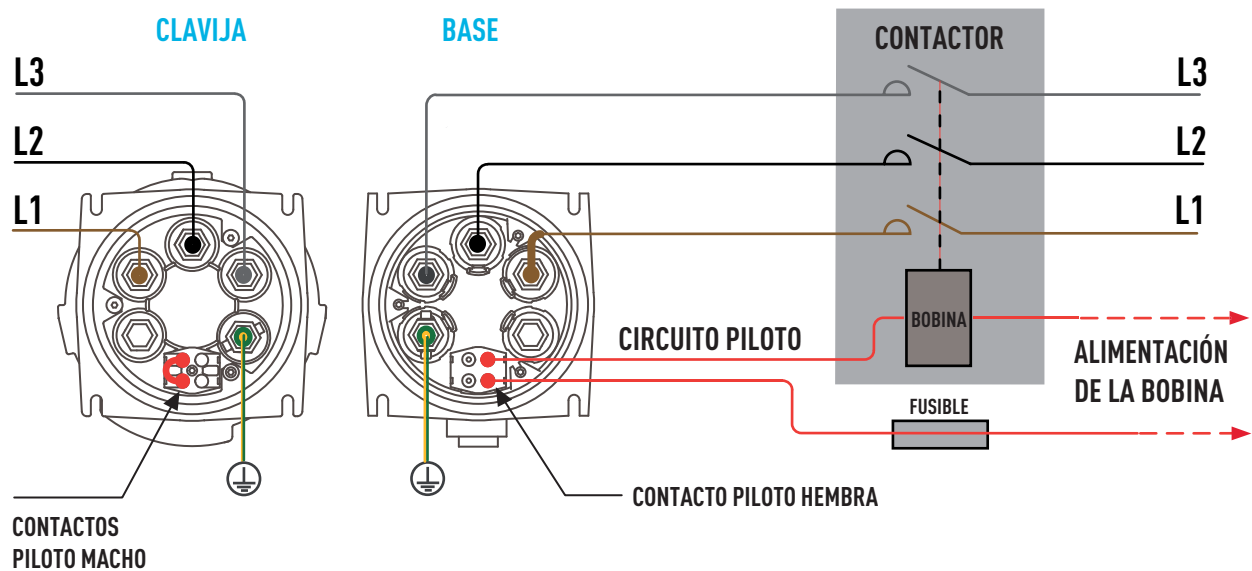 CLAVIJA
BASE
CONTACTOR
L3
L3
L2
L2
L1
L1
BOBINA
CIRCUITO PILOTO
ALIMENTACIÓN
DE LA BOBINA
FUSIBLE
CONTACTO PILOTO HEMBRA
CONTACTOS
PILOTO MACHO